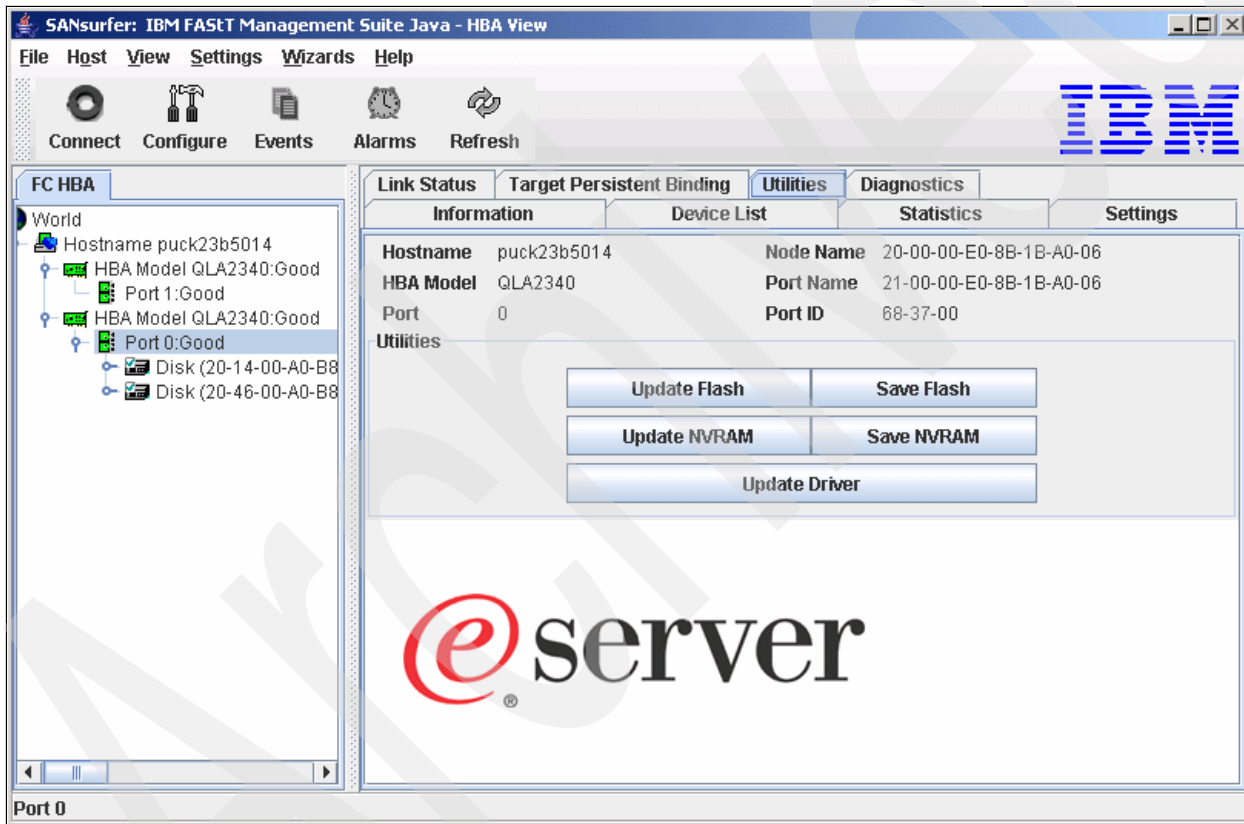 SANsurfer: IBM FAStT Management Suite Java - HBA View
File Host View Settings Wizards Help
Connect Configure Events Alarms Refresh
IBM
FC HBA
World
Hostname puck23b5014
HBA Model QLA2340:Good
Port 1:Good
HBA Model QLA2340:Good
Port 0:Good
Disk (20-14-00-A0-B8
Disk (20-46-00-A0-B8
Link Status Target Persistent Binding Utilities Diagnostics
Information Device List Statistics Settings
Hostname puck23b5014 Node Name 20-00-00-E0-8B-1B-A0-06
HBA Model QLA2340 Port Name 21-00-00-E0-8B-1B-A0-06
Port 0 Port ID 68-37-00
Utilities
Update Flash Save Flash
Update NVRAM Save NVRAM
Update Driver
e server
®
Port 0